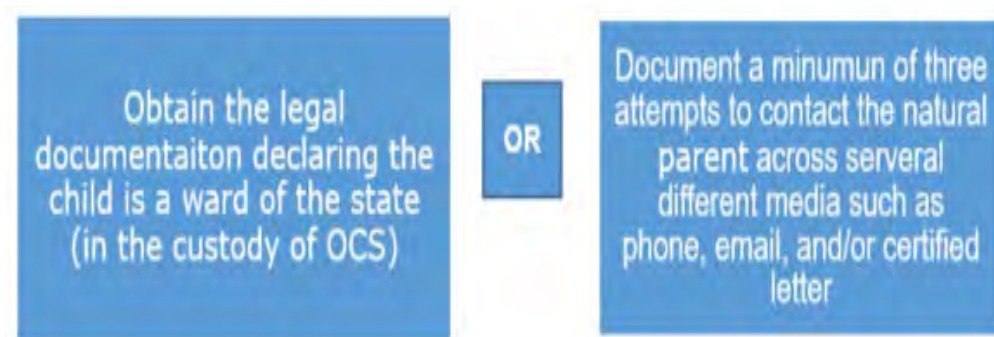 Obtain the legal
documentaiton declaring the
child is a ward of the state
(in the custody of OCS)
OR
Document a minumun of three
attempts to contact the natural
parent across serveral
different media such as
phone, email, and/or certified
letter